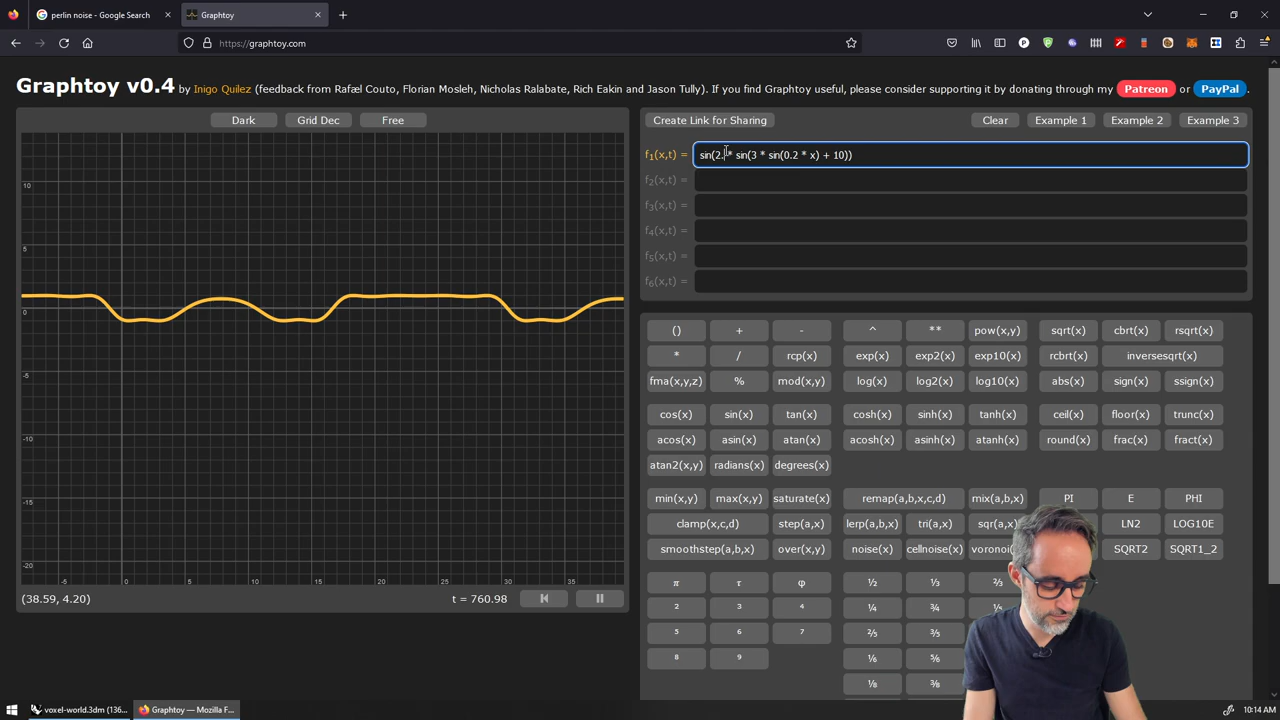 perlin noise - Google Search
Graphtoy
https://graphtoy.com
Graphtoy v0.4 by Inigo Quilez (feedback from Rafæl Couto, Florian Mosleh, Nicholas Ralabate, Rich Eakin and Jason Tully). If you find Graphtoy useful, please consider supporting it by donating through my Patreon or PayPal.
Dark Grid Dec Free
Create Link for Sharing Clear Example 1 Example 2 Example 3
f1(x,t) = sin(2. * sin(3 * sin(0.2 * x) + 10))
f2(x,t) =
f3(x,t) =
f4(x,t) =
f5(x,t) =
f6(x,t) =
10
5
0
-5
-10
-15
-20
-5 0 5 10 15 20 25 30 35
(38.59, 4.20) t = 760.98
() + - ^ ** pow(x,y) sqrt(x) cbrt(x) rsqrt(x)
* / rcp(x) exp(x) exp2(x) exp10(x) rcbrt(x) inversesqrt(x)
fma(x,y,z) % mod(x,y) log(x) log2(x) log10(x) abs(x) sign(x) ssign(x)
cos(x) sin(x) tan(x) cosh(x) sinh(x) tanh(x) ceil(x) floor(x) trunc(x)
acos(x) asin(x) atan(x) acosh(x) asinh(x) atanh(x) round(x) frac(x) fract(x)
atan2(x,y) radians(x) degrees(x)
min(x,y) max(x,y) saturate(x) remap(a,b,x,c,d) mix(a,b,x) PI E PHI
clamp(x,c,d) step(a,x) lerp(a,b,x) tri(a,x) sqr(a,x) LN2 LOG10E
smoothstep(a,b,x) over(x,y) noise(x) cellnoise(x) SQRT2 SQRT1_2
π τ φ ½ ⅓ ⅔
2 3 4 ¼ ¾
5 6 7 ⅖ ⅗
8 9 ⅙ ⅚
⅛ ⅜
voxel-world.3dm (136... Graphtoy — Mozilla F... 10:14 AM